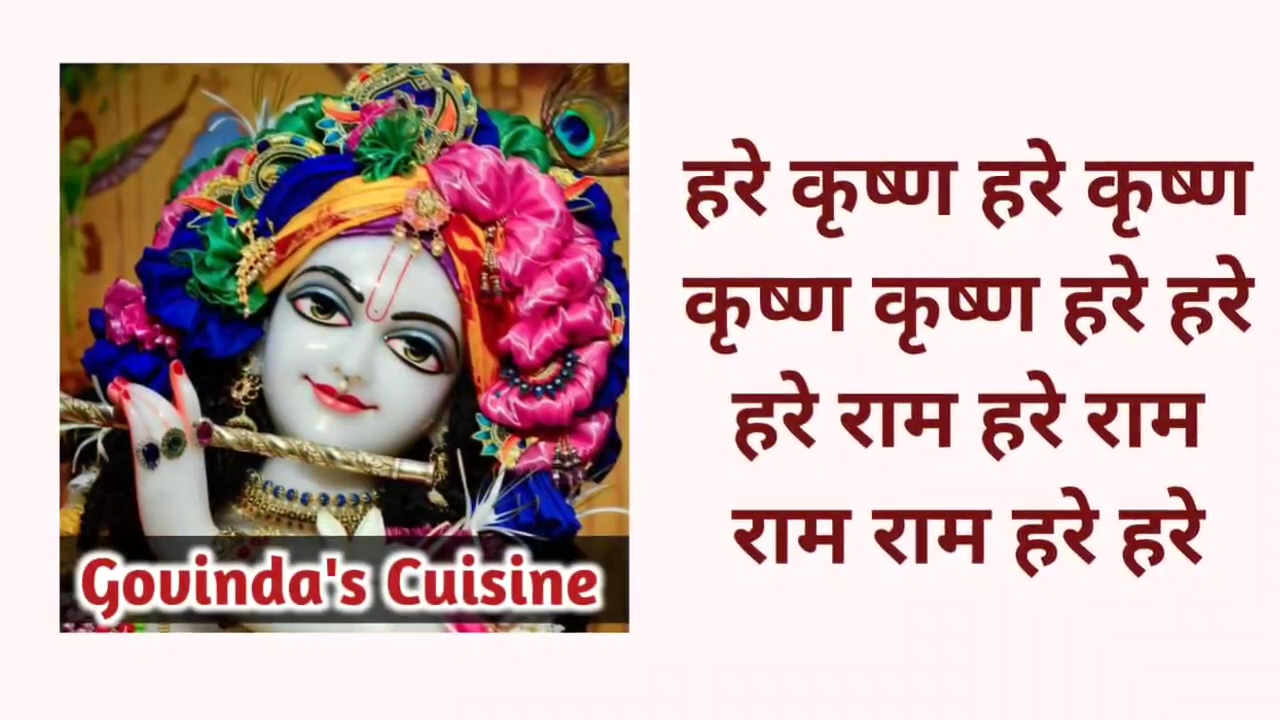 Govinda's Cuisine
हरे कृष्ण हरे कृष्ण
कृष्ण कृष्ण हरे हरे
हरे राम हरे राम
राम राम हरे हरे